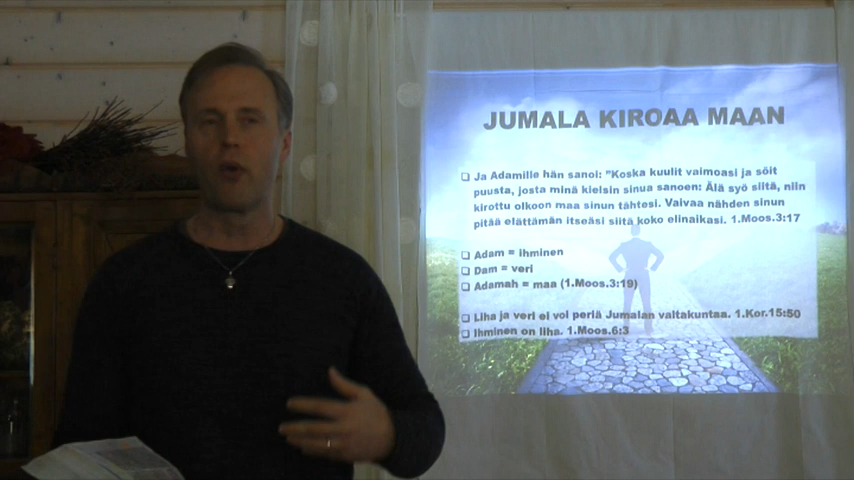 JUMALA KIROAA MAAN
❑ Ja Adamille hän sanoi: "Koska kuulit vaimoasi ja söit
puusta, josta minä kielsin sinua sanoen: Älä syö siitä, niin
kirottu olkoon maa sinun tähtesi. Vaivaa nähden sinun
pitää elättämän itseäsi siitä koko elinaikasi. 1.Moos.3:17
❑ Adam = ihminen
❑ Dam = veri
❑ Adamah = maa (1.Moos.3:19)
❑ Liha ja veri ei voi periä Jumalan valtakuntaa. 1.Kor.15:50
❑ Ihminen on liha. 1.Moos.6:3